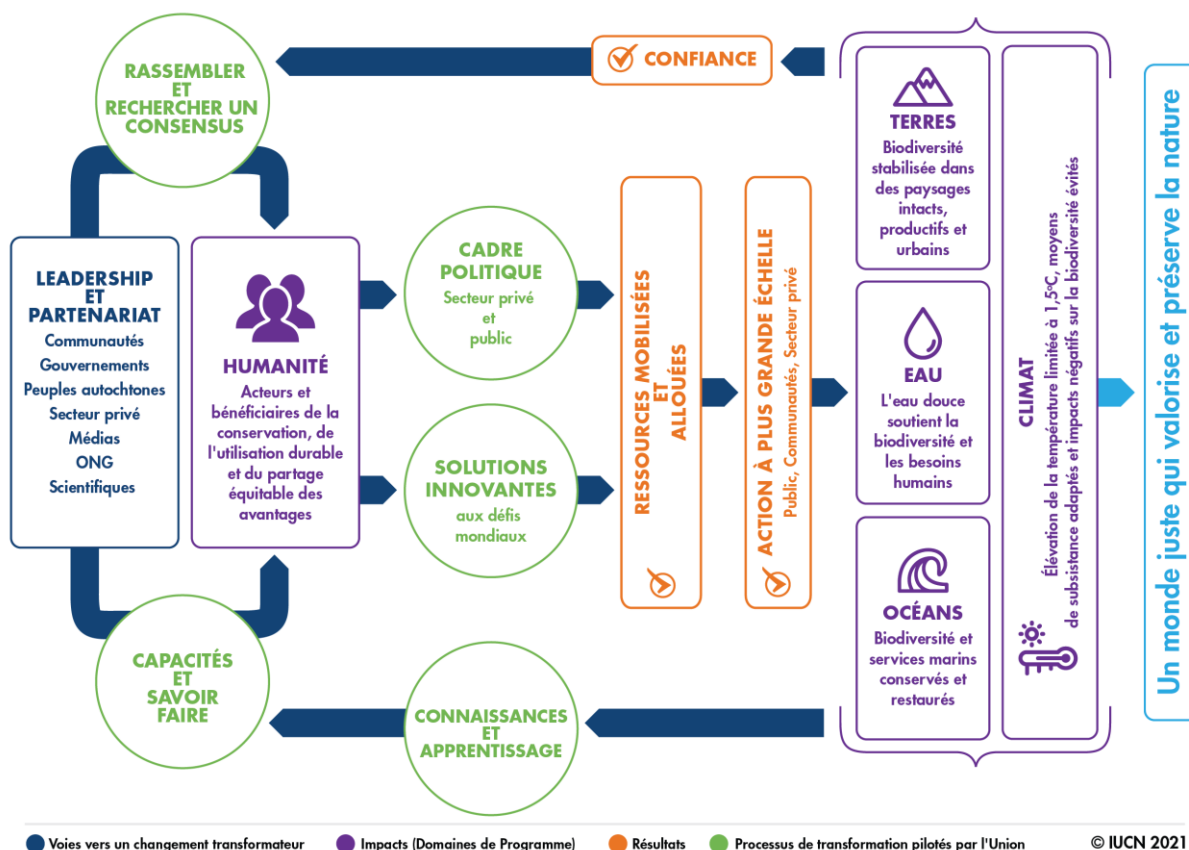 RASSEMBLER
ET
RECHERCHER UN
CONSENSUS
CONFIANCE
LEADERSHIP
ET
PARTENARIAT
Communautés
Gouvernements
Peuples autochtones
Secteur privé
Médias
ONG
Scientifiques
HUMANITÉ
Acteurs et
bénéficiaires de la
conservation, de
l'utilisation durable
et du partage
équitable des
avantages
CAPACITÉS
ET
SAVOIR
FAIRE
CADRE
POLITIQUE
Secteur privé
et
public
SOLUTIONS
INNOVANTES
aux défis
mondiaux
CONNAISSANCES
ET
APPRENTISSAGE
RESSOURCES MOBILISÉES
ET
ALLOUÉES
ACTION À PLUS GRANDE ÉCHELLE
Public, Communautés, Secteur privé
TERRES
Biodiversité
stabilisée dans
des paysages
intacts,
productifs et
urbains
EAU
L'eau douce
soutient la
biodiversité et
les besoins
humains
OCÉANS
Biodiversité et
services marins
conservés et
restaurés
CLIMAT
Élévation de la température limitée à 1,5ºC, moyens
de subsistance adaptés et impacts négatifs sur la biodiversité évités
Un monde juste qui valorise et préserve la nature
Voies vers un changement transformateur
Impacts (Domaines de Programme)
Résultats
Processus de transformation pilotés par l'Union
© IUCN 2021